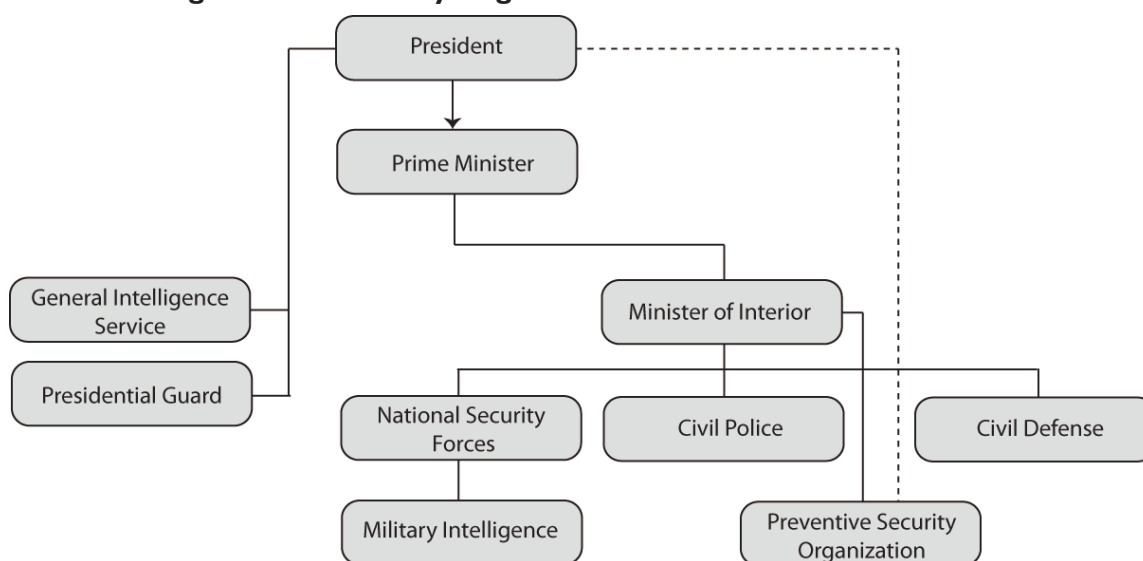 President
Prime Minister
General Intelligence
Service
Minister of Interior
Presidential Guard
National Security
Forces
Civil Police
Civil Defense
Military Intelligence
Preventive Security
Organization